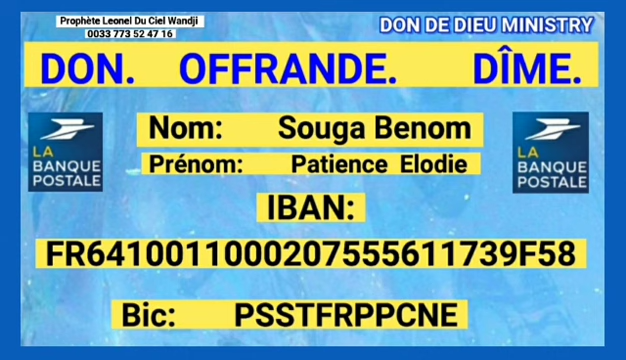 Prophète Leonel Du Ciel Wandji
0033 773 52 47 16
DON DE DIEU MINISTRY
DON. OFFRANDE. DÎME.
LA BANQUE POSTALE
Nom: Souga Benom
Prénom: Patience Elodie
LA BANQUE POSTALE
IBAN:
FR6410011000207555611739F58
Bic: PSSTFRPPCNE